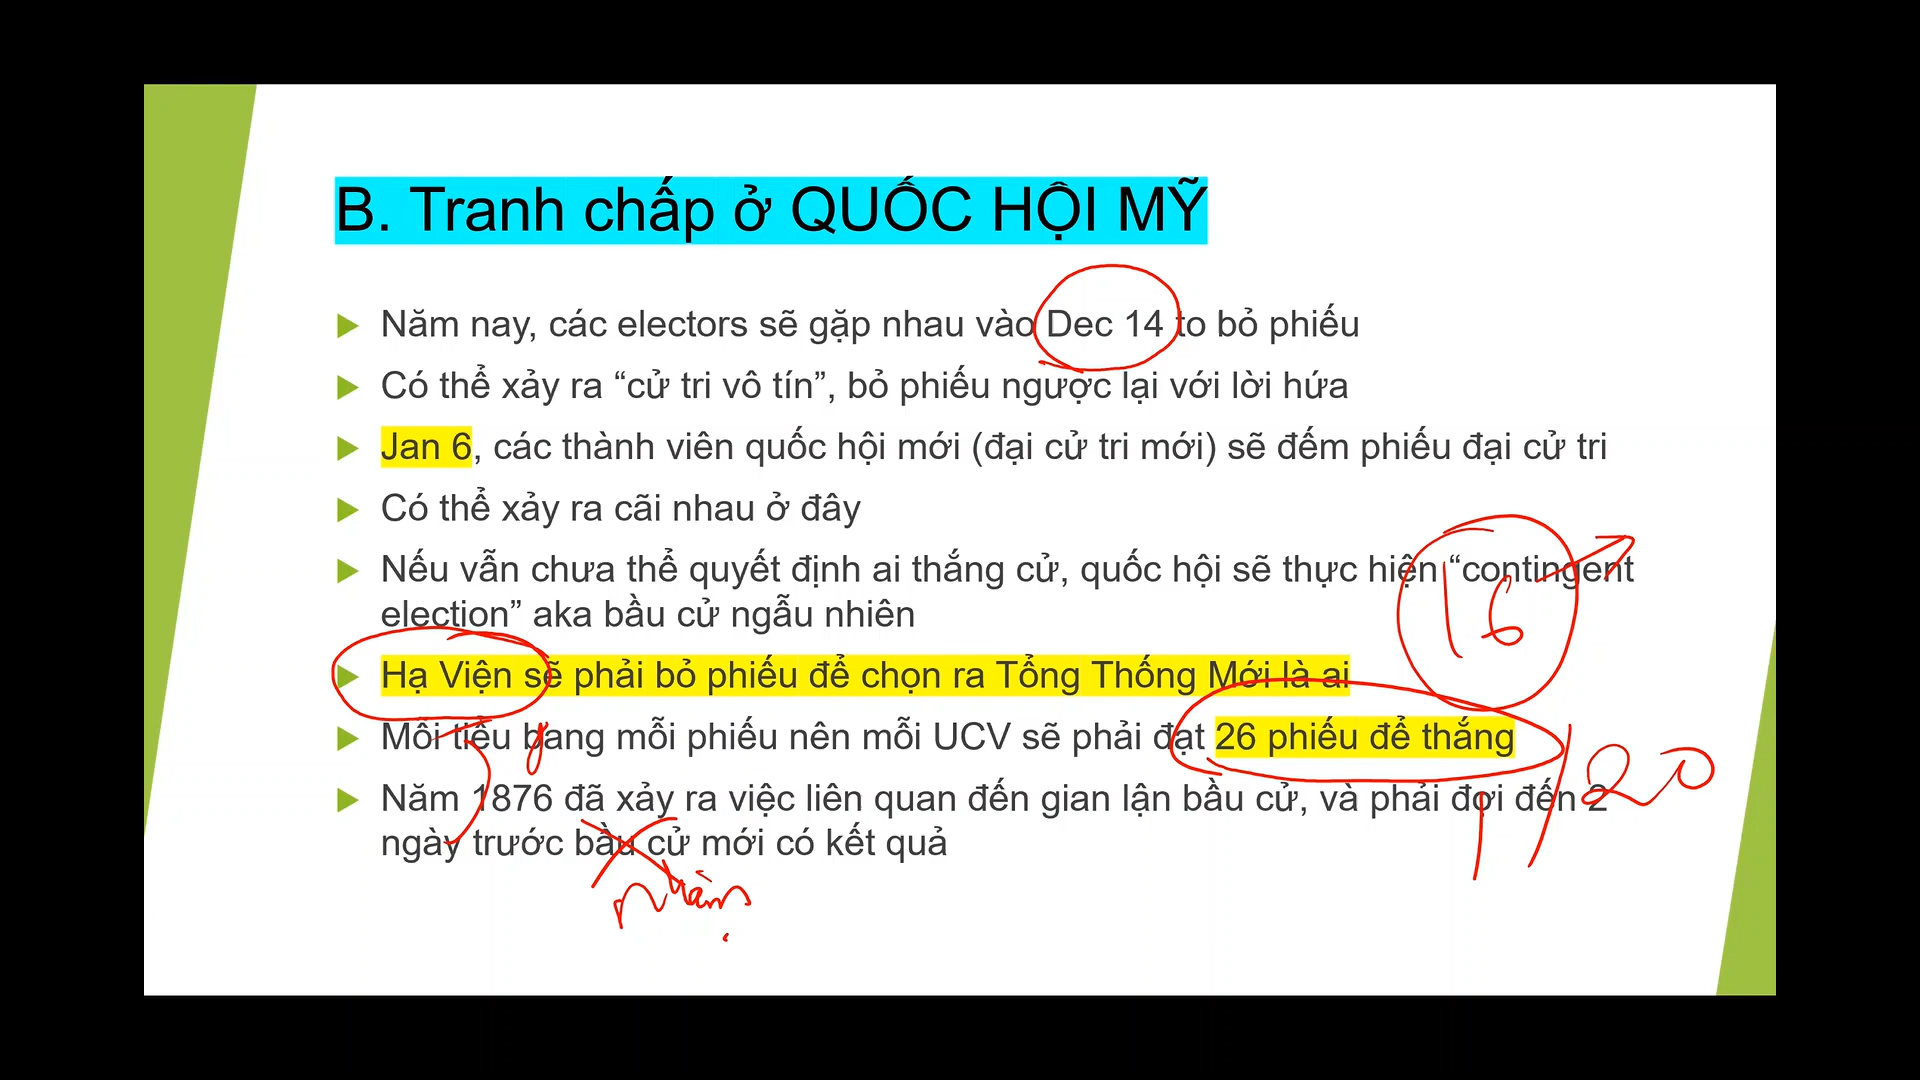 B. Tranh chấp ở QUỐC HỘI MỸ
Năm nay, các electors sẽ gặp nhau vào Dec 14 to bỏ phiếu
Có thể xảy ra “cử tri vô tín”, bỏ phiếu ngược lại với lời hứa
Jan 6, các thành viên quốc hội mới (đại cử tri mới) sẽ đếm phiếu đại cử tri
Có thể xảy ra cãi nhau ở đây
Nếu vẫn chưa thể quyết định ai thắng cử, quốc hội sẽ thực hiện “contingent
election” aka bầu cử ngẫu nhiên
16
Hạ Viện sẽ phải bỏ phiếu để chọn ra Tổng Thống Mới là ai
Mỗi tiểu bang mỗi phiếu nên mỗi UCV sẽ phải đạt 26 phiếu để thắng
1/20
Năm 1876 đã xảy ra việc liên quan đến gian lận bầu cử, và phải đợi đến 2
ngày trước bầu cử mới có kết quả
nhậm